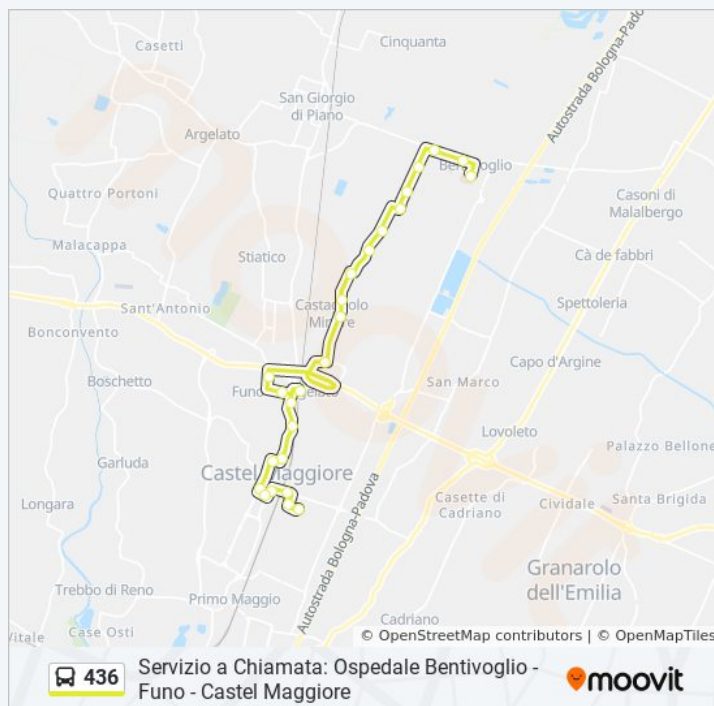 Casetti
Cinquanta
San Giorgio
di Piano
Argelato
Autostrada Bologna-Pado
Quattro Portoni
Casoni di
Malalbergo
Malacappa
Stiatico
Cà de fabbri
Sant'Antonio
Spettoleria
Bonconvento
Capo d'Argine
Boschetto
San Marco
Lovoleto
Palazzo Bellone
Garluda
Castel Maggiore
Longara
Casette di
Cadriano
Cividale
Santa Brigida
Autostrada Bologna-Padova
Granarolo
dell'Emilia
Trebbo di Reno
Primo Maggio
Cadriano
Vitale
Case Osti
© OpenStreetMap contributors | © OpenMapTiles
436
Servizio a Chiamata: Ospedale Bentivoglio -
Funo - Castel Maggiore
moovit